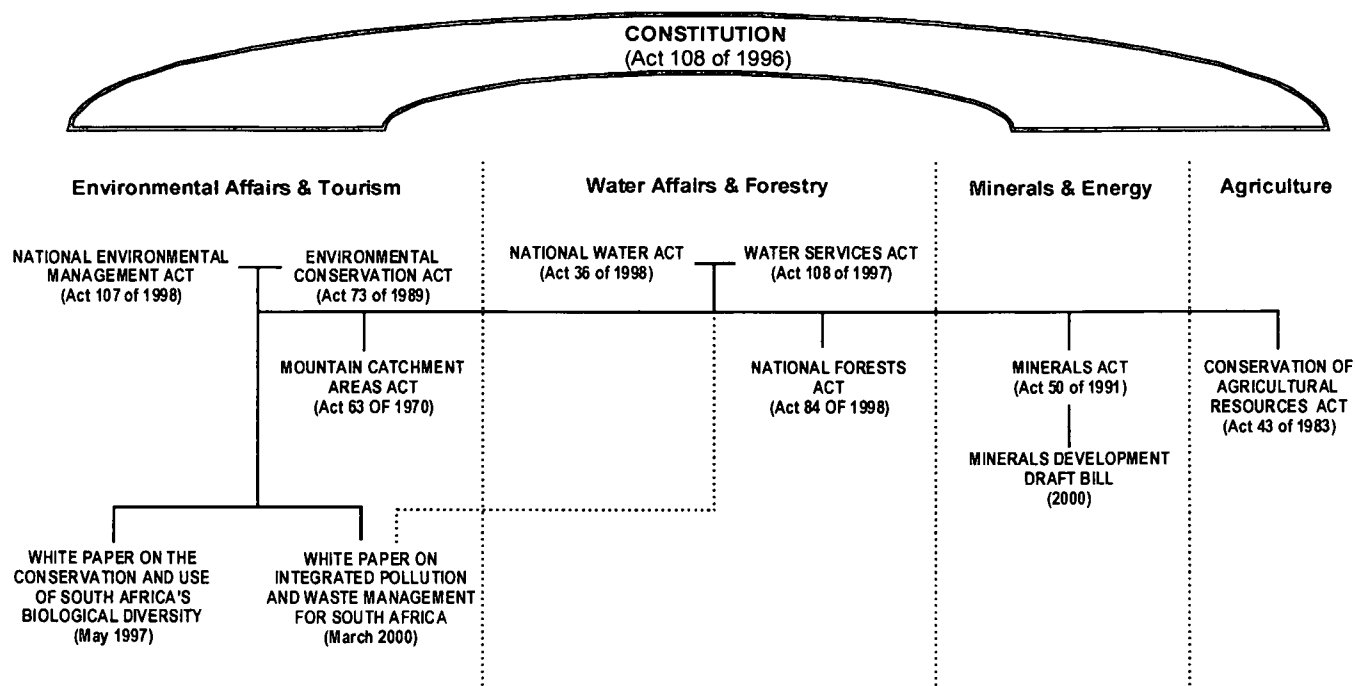 CONSTITUTION
(Act 108 of 1996)
Environmental Affairs & Tourism
Water Affairs & Forestry
Minerals & Energy
Agriculture
NATIONAL ENVIRONMENTAL
MANAGEMENT ACT
(Act 107 of 1998)
ENVIRONMENTAL
CONSERVATION ACT
(Act 73 of 1989)
NATIONAL WATER ACT
(Act 36 of 1998)
WATER SERVICES ACT
(Act 108 of 1997)
MOUNTAIN CATCHMENT
AREAS ACT
(Act 63 OF 1970)
NATIONAL FORESTS
ACT
(Act 84 OF 1998)
MINERALS ACT
(Act 50 of 1991)
CONSERVATION OF
AGRICULTURAL
RESOURCES ACT
(Act 43 of 1983)
MINERALS DEVELOPMENT
DRAFT BILL
(2000)
WHITE PAPER ON THE
CONSERVATION AND USE
OF SOUTH AFRICA'S
BIOLOGICAL DIVERSITY
(May 1997)
WHITE PAPER ON
INTEGRATED POLLUTION
AND WASTE MANAGEMENT
FOR SOUTH AFRICA
(March 2000)